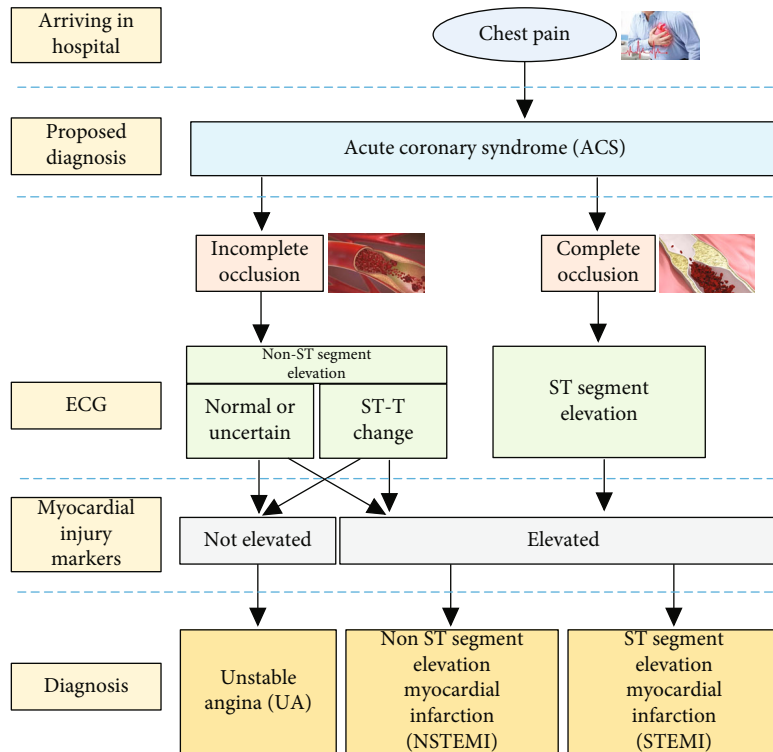 Arriving in
hospital
Chest pain
Proposed
diagnosis
Acute coronary syndrome (ACS)
Incomplete
occlusion
Complete
occlusion
ECG
Non-ST segment
elevation
Normal or
uncertain
ST-T
change
ST segment
elevation
Myocardial
injury
markers
Not elevated
Elevated
Diagnosis
Unstable
angina (UA)
Non ST segment
elevation
myocardial
infarction
(NSTEMI)
ST segment
elevation
myocardial
infarction
(STEMI)